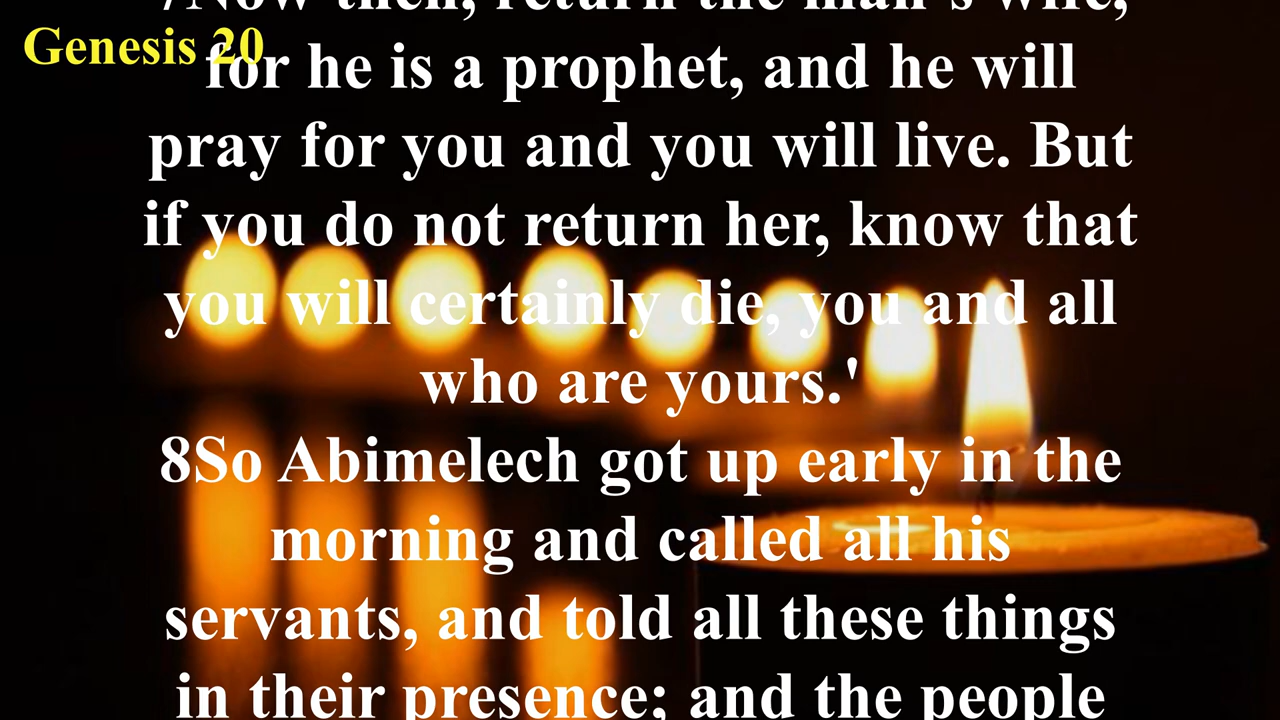 Genesis 20
7Now then, return the man's wife,
for he is a prophet, and he will
pray for you and you will live. But
if you do not return her, know that
you will certainly die, you and all
who are yours.'
8So Abimelech got up early in the
morning and called all his
servants, and told all these things
in their presence; and the people